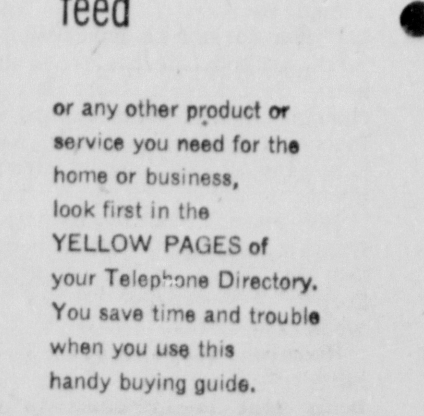 feed
or any other product or
service you need for the
home or business,
look first in the
YELLOW PAGES of
your Telephone Directory.
You save time and trouble
when you use this
handy buying guide.